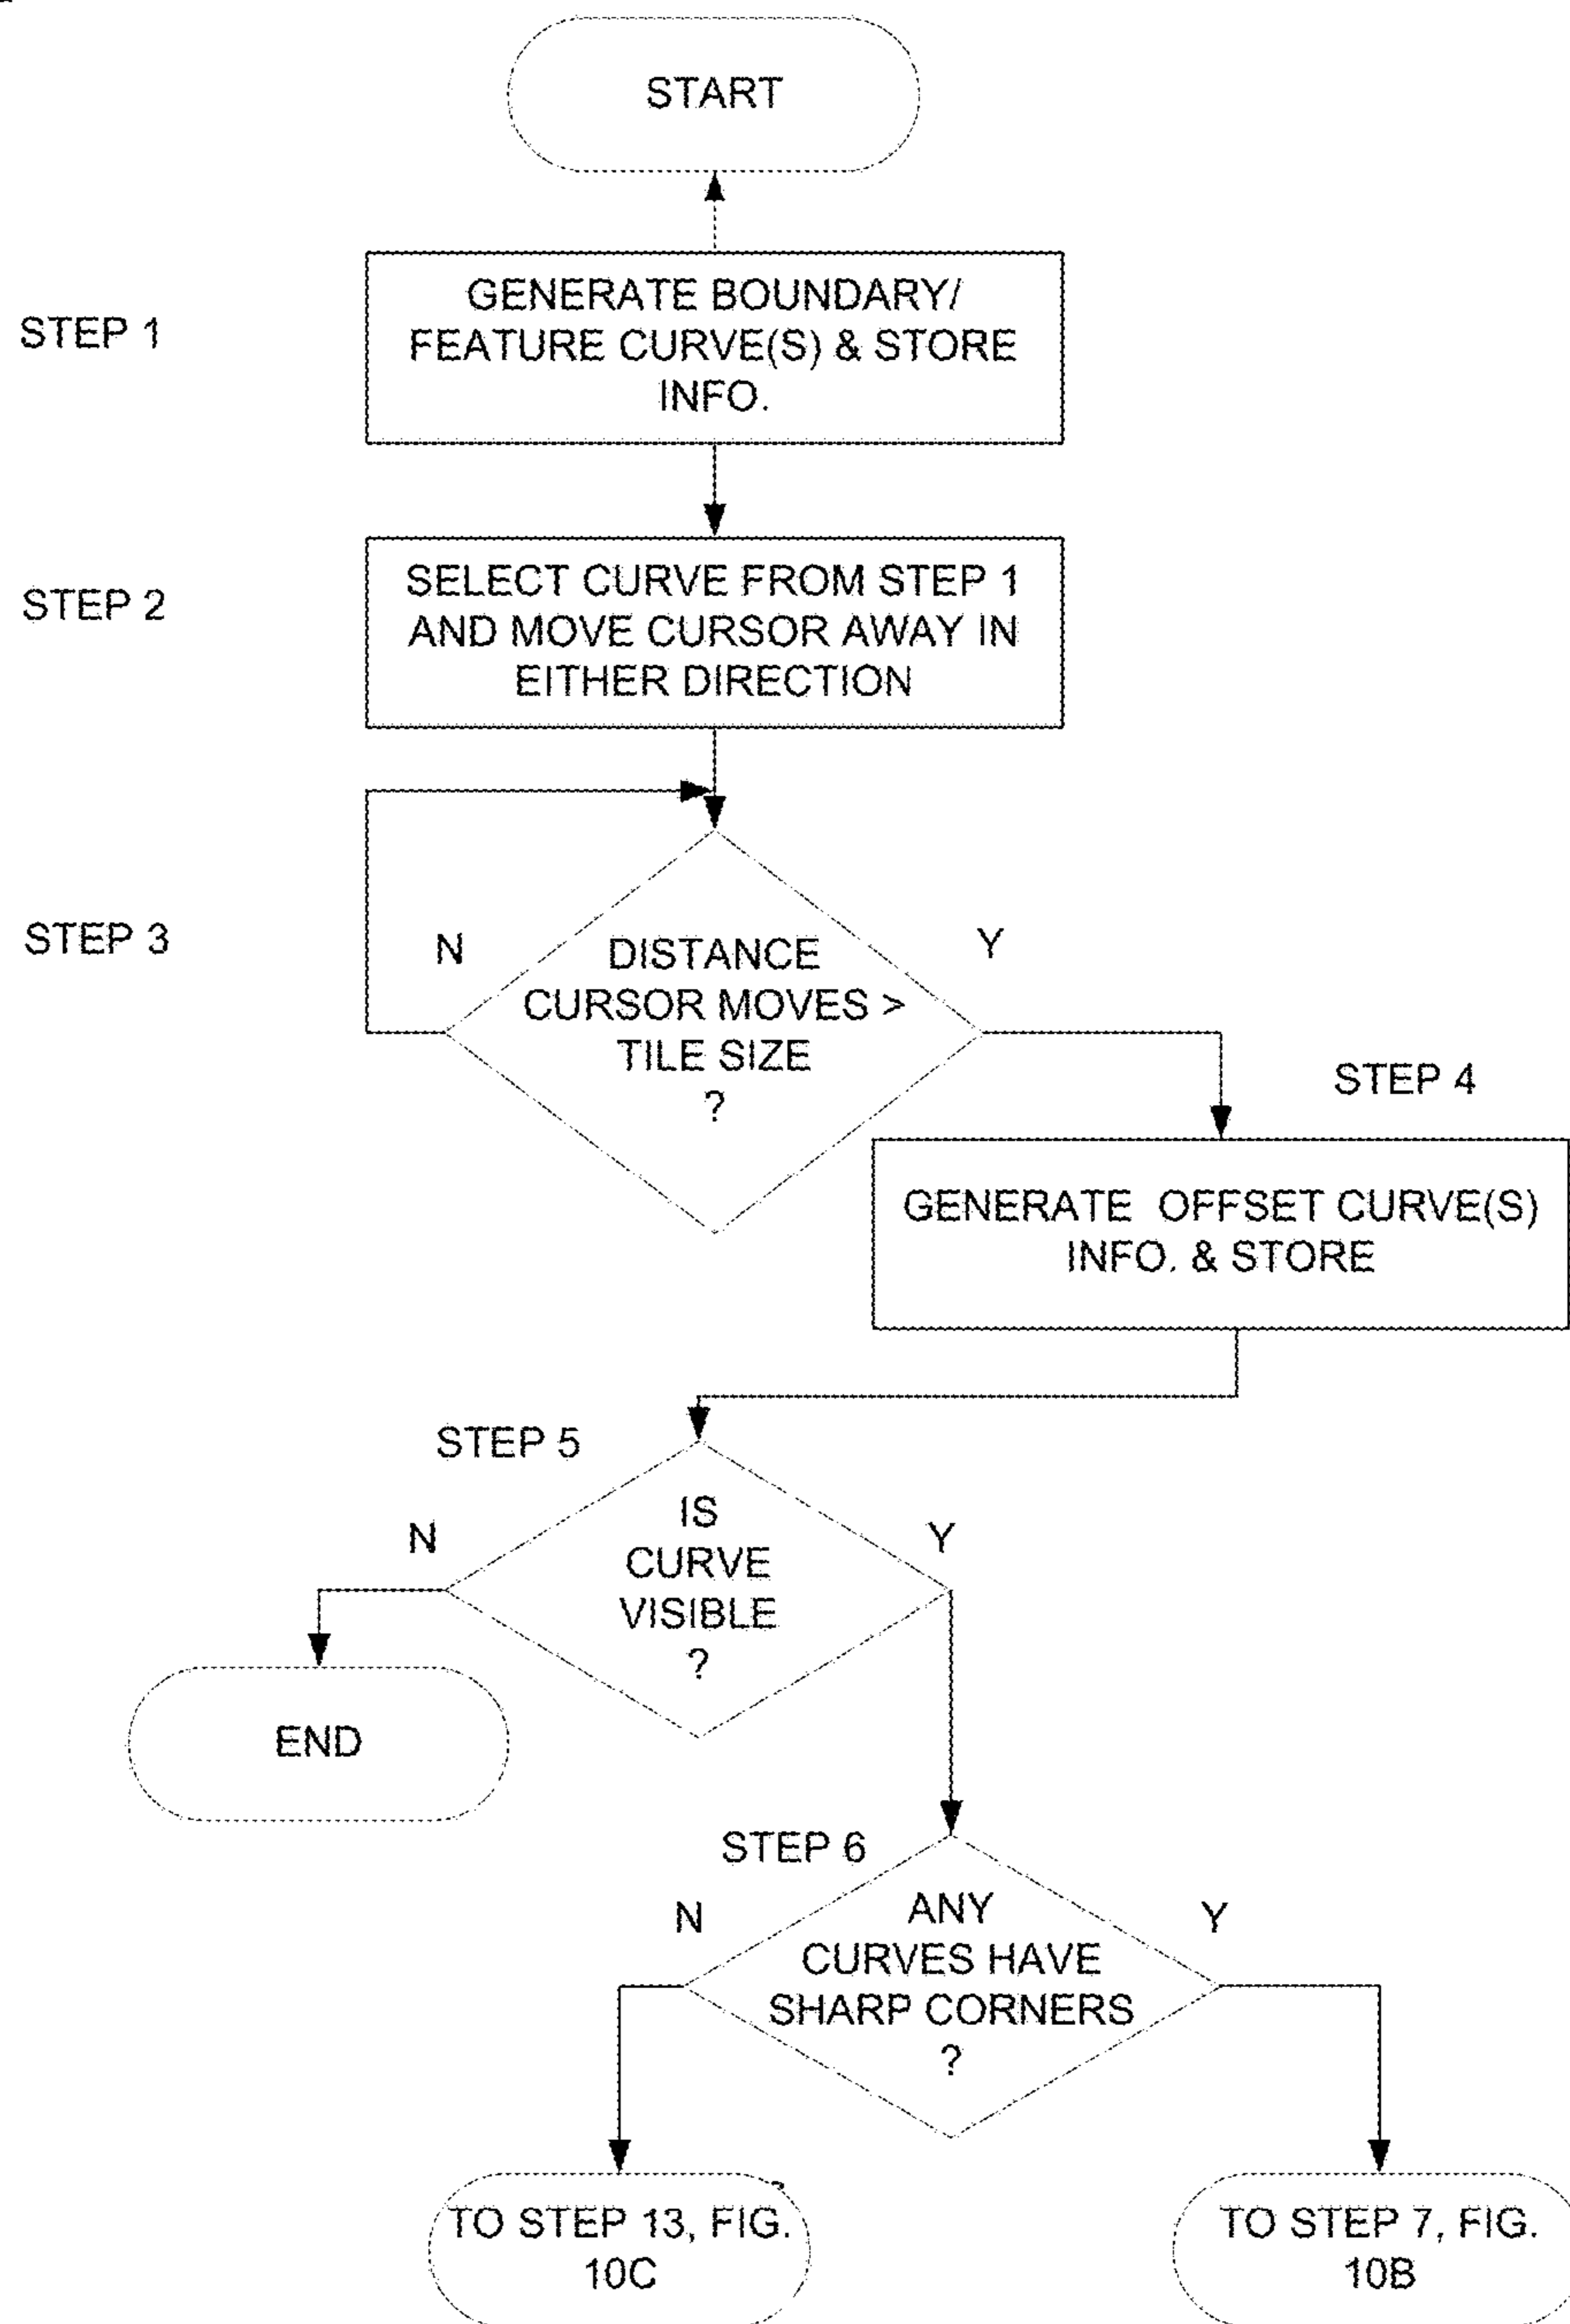 START
STEP 1
GENERATE BOUNDARY/
FEATURE CURVE(S) & STORE
INFO.
STEP 2
SELECT CURVE FROM STEP 1
AND MOVE CURSOR AWAY IN
EITHER DIRECTION
STEP 3
N
Y
DISTANCE
CURSOR MOVES >
TILE SIZE
?
STEP 4
GENERATE OFFSET CURVE(S)
INFO. & STORE
STEP 5
N
Y
IS
CURVE
VISIBLE
?
END
STEP 6
N
Y
ANY
CURVES HAVE
SHARP CORNERS
?
TO STEP 13, FIG.
10C
TO STEP 7, FIG.
10B